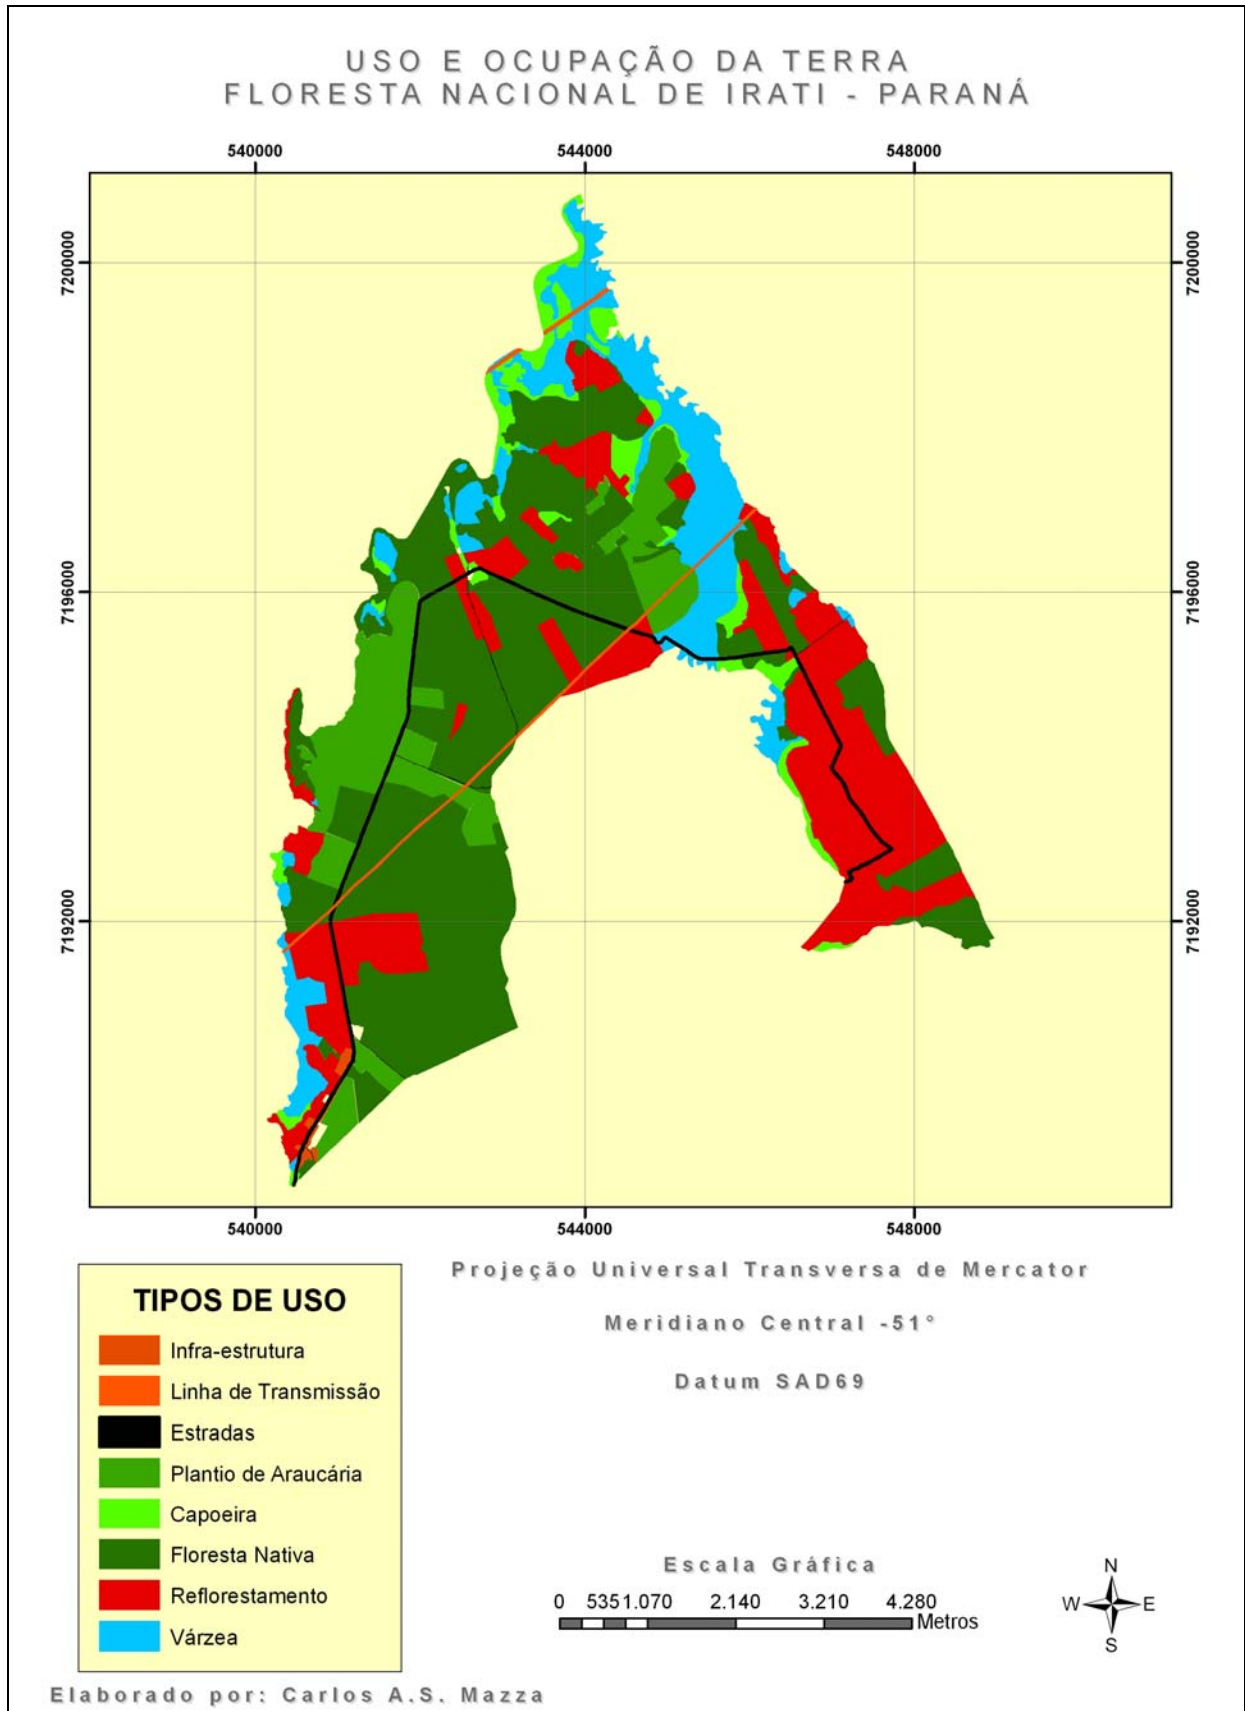 USO E OCUPAÇÃO DA TERRA
FLORESTA NACIONAL DE IRATI - PARANÁ
540000 544000 548000
7200000 7200000
7196000 7196000
7192000 7192000
540000 544000 548000
Projeção Universal Transversa de Mercator
Meridiano Central -51°
Datum SAD69
TIPOS DE USO
Infra-estrutura
Linha de Transmissão
Estradas
Plantio de Araucária
Capoeira
Floresta Nativa
Reflorestamento
Várzea
Escala Gráfica
0 535 1.070 2.140 3.210 4.280
Metros
N
W E
S
Elaborado por: Carlos A.S. Mazza